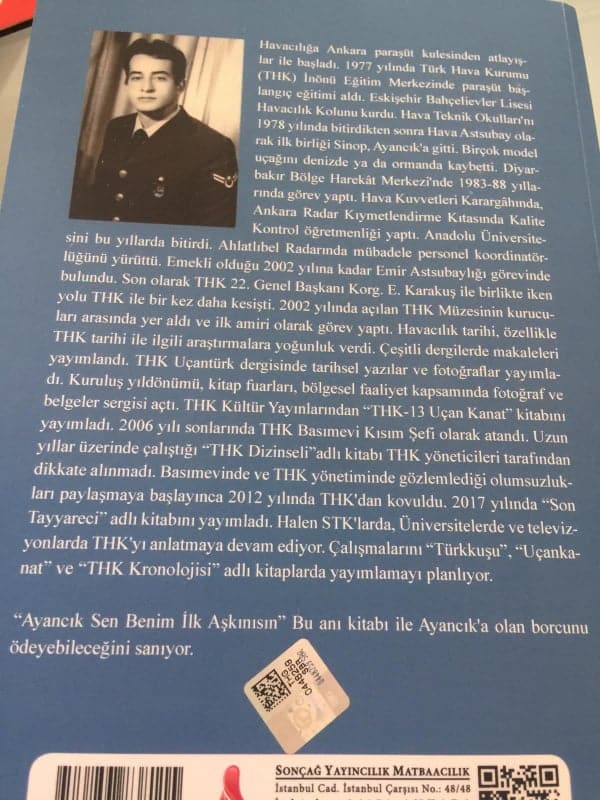 Havacılığa Ankara paraşüt kulesinden atlayış-
lar ile başladı. 1977 yılında Türk Hava Kurumu
(THK) İnönü Eğitim Merkezinde paraşüt baş-
langıç eğitimi aldı. Eskişehir Bahçelievler Lisesi
Havacılık Kolunu kurdu. Hava Teknik Okulları'nı
1978 yılında bitirdikten sonra Hava Astsubay ola-
rak ilk birliği Sinop, Ayancık'a gitti. Birçok model
uçağını denizde ya da ormanda kaybetti. Diyar-
bakır Bölge Harekât Merkezi'nde 1983-88 yılla-
rında görev yaptı. Hava Kuvvetleri Karargâhında,
Ankara Radar Kıymetlendirme Kıtasında Kalite
Kontrol öğretmenliği yaptı. Anadolu Üniversite-
sini bu yıllarda bitirdi. Ahlatlıbel Radarında mübadele personel koordinatör-
lüğünü yürüttü. Emekli olduğu 2002 yılına kadar Emir Astsubaylığı görevinde
bulundu. Son olarak THK 22. Genel Başkanı Korg. E. Karakuş ile birlikte iken
yolu THK ile bir kez daha kesişti. 2002 yılında açılan THK Müzesinin kurucu-
ları arasında yer aldı ve ilk amiri olarak görev yaptı. Havacılık tarihi, özellikle
THK tarihi ile ilgili araştırmalara yoğunluk verdi. Çeşitli dergilerde makaleleri
yayımlandı. THK Uçantürk dergisinde tarihsel yazılar ve fotoğraflar yayımla-
dı. Kuruluş yıldönümü, kitap fuarları, bölgesel faaliyet kapsamında fotoğraf ve
belgeler sergisi açtı. THK Kültür Yayınlarından “THK-13 Uçan Kanat” kitabını
yayımladı. 2006 yılı sonlarında THK Basımevi Kısım Şefi olarak atandı. Uzun
yıllar üzerinde çalıştığı “THK Dizinseli”adlı kitabı THK yöneticileri tarafından
dikkate alınmadı. Basımevinde ve THK yönetiminde gözlemlediği olumsuzluk-
ları paylaşmaya başlayınca 2012 yılında THK'dan kovuldu. 2017 yılında “Son
Tayyareci” adlı kitabını yayımladı. Halen STK'larda, Üniversitelerde ve televiz-
yonlarda THK'yı anlatmaya devam ediyor. Çalışmalarını “Türkkuşu”, “Uçanka-
nat” ve “THK Kronolojisi” adlı kitaplarda yayımlamayı planlıyor.
“Ayancık Sen Benim İlk Aşkınısın” Bu anı kitabı ile Ayancık'a olan borcunu
ödeyebileceğini sanıyor.
THG
0448259
SONÇAĞ YAYINCILIK MATBAACILIK
İstanbul Cad. İstanbul Çarşısı No.: 48/48